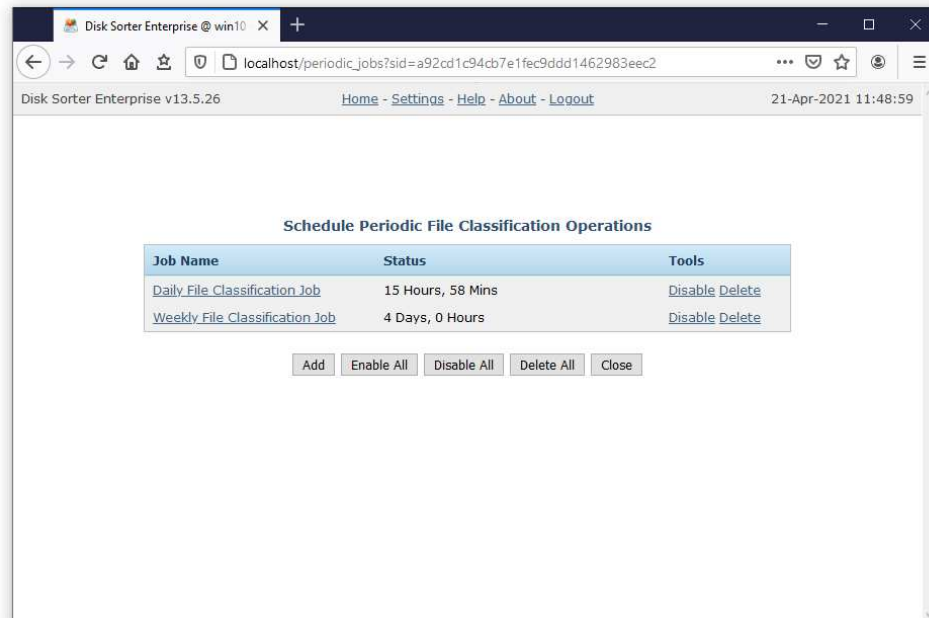 Disk Sorter Enterprise @ win10
localhost/periodic_jobs?sid=a92cd1c94cb7e1fec9ddd1462983eec2
Disk Sorter Enterprise v13.5.26 Home - Settings - Help - About - Logout 21-Apr-2021 11:48:59
Schedule Periodic File Classification Operations
Job Name Status Tools
Daily File Classification Job 15 Hours, 58 Mins Disable Delete
Weekly File Classification Job 4 Days, 0 Hours Disable Delete
Add Enable All Disable All Delete All Close